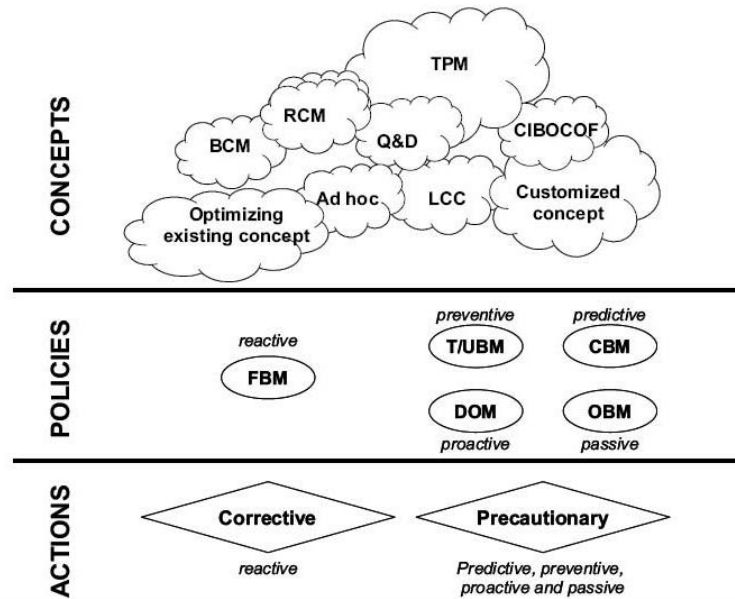 CONCEPTS
TPM
RCM
BCM
Q&D
CIBOCOF
Ad hoc
LCC
Customized
concept
Optimizing
existing concept
POLICIES
reactive
FBM
preventive
T/UBM
predictive
CBM
DOM
proactive
OBM
passive
ACTIONS
Corrective
reactive
Precautionary
Predictive, preventive,
proactive and passive